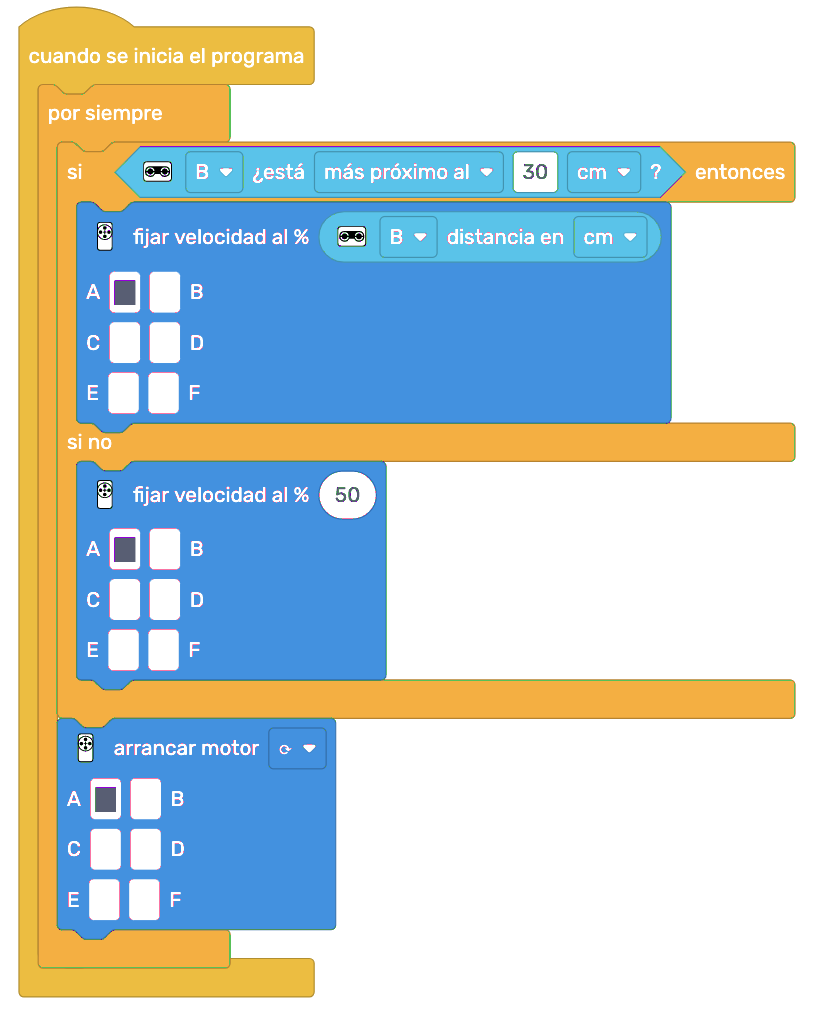 cuando se inicia el programa
por siempre
si B ¿está más próximo al 30 cm ? entonces
fijar velocidad al % B distancia en cm
A B
C D
E F
si no
fijar velocidad al % 50
A B
C D
E F
arrancar motor
A B
C D
E F